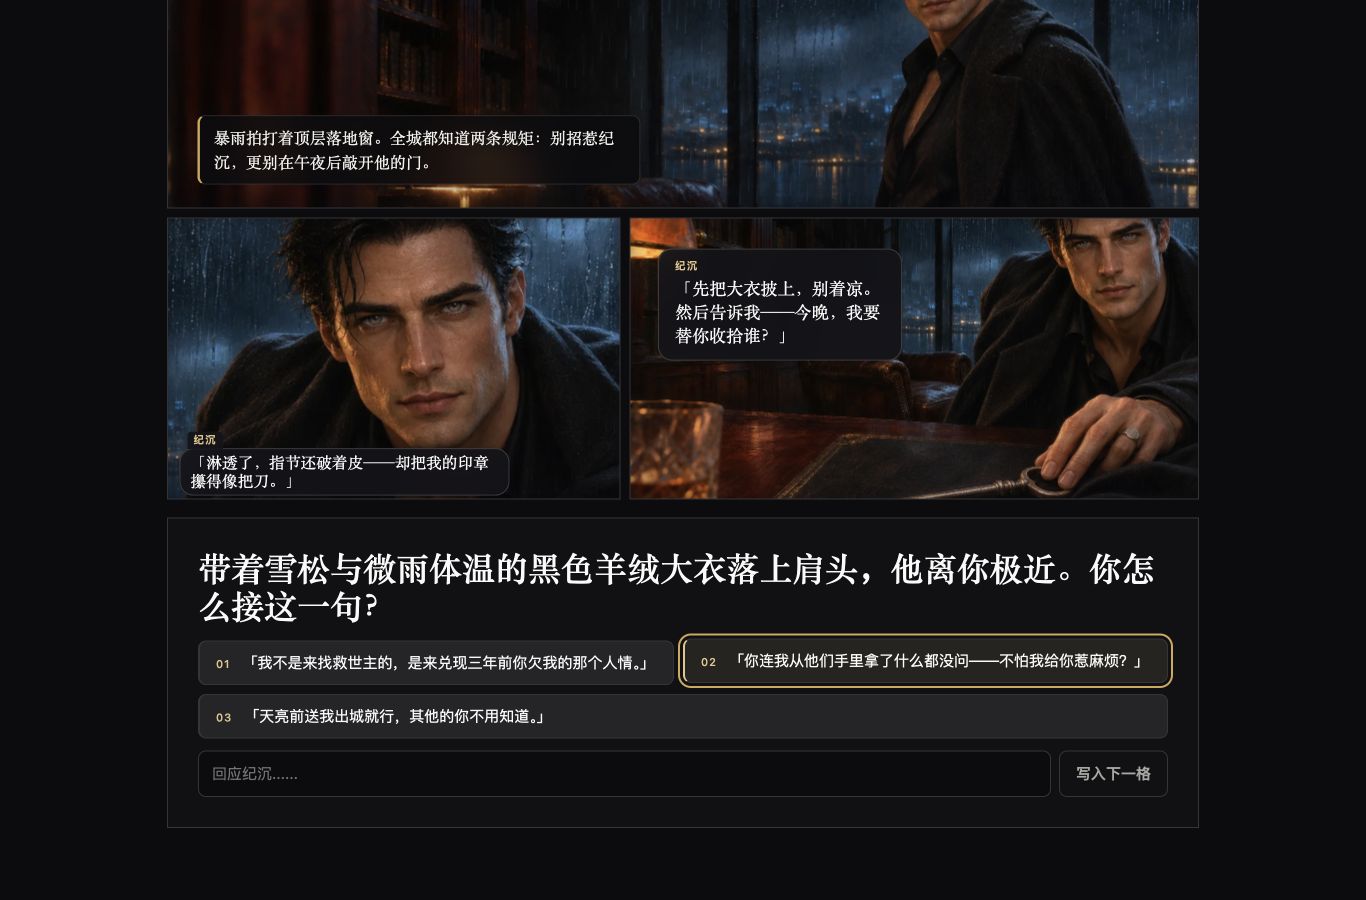 暴雨拍打着顶层落地窗。全城都知道两条规矩：别招惹纪
沉，更别在午夜后敲开他的门。
纪沉
「先把大衣披上，别着凉。
然后告诉我——今晚，我要
替你收拾谁？」
纪沉
「淋透了，指节还破着皮——却把我的印章
攥得像把刀。」
带着雪松与微雨体温的黑色羊绒大衣落上肩头，他离你极近。你怎
么接这一句？
01 「我不是来找救世主的，是来兑现三年前你欠我的那个人情。」
02 「你连我从他们手里拿了什么都没问——不怕我给你惹麻烦？」
03 「天亮前送我出城就行，其他的你不用知道。」
回应纪沉……
写入下一格